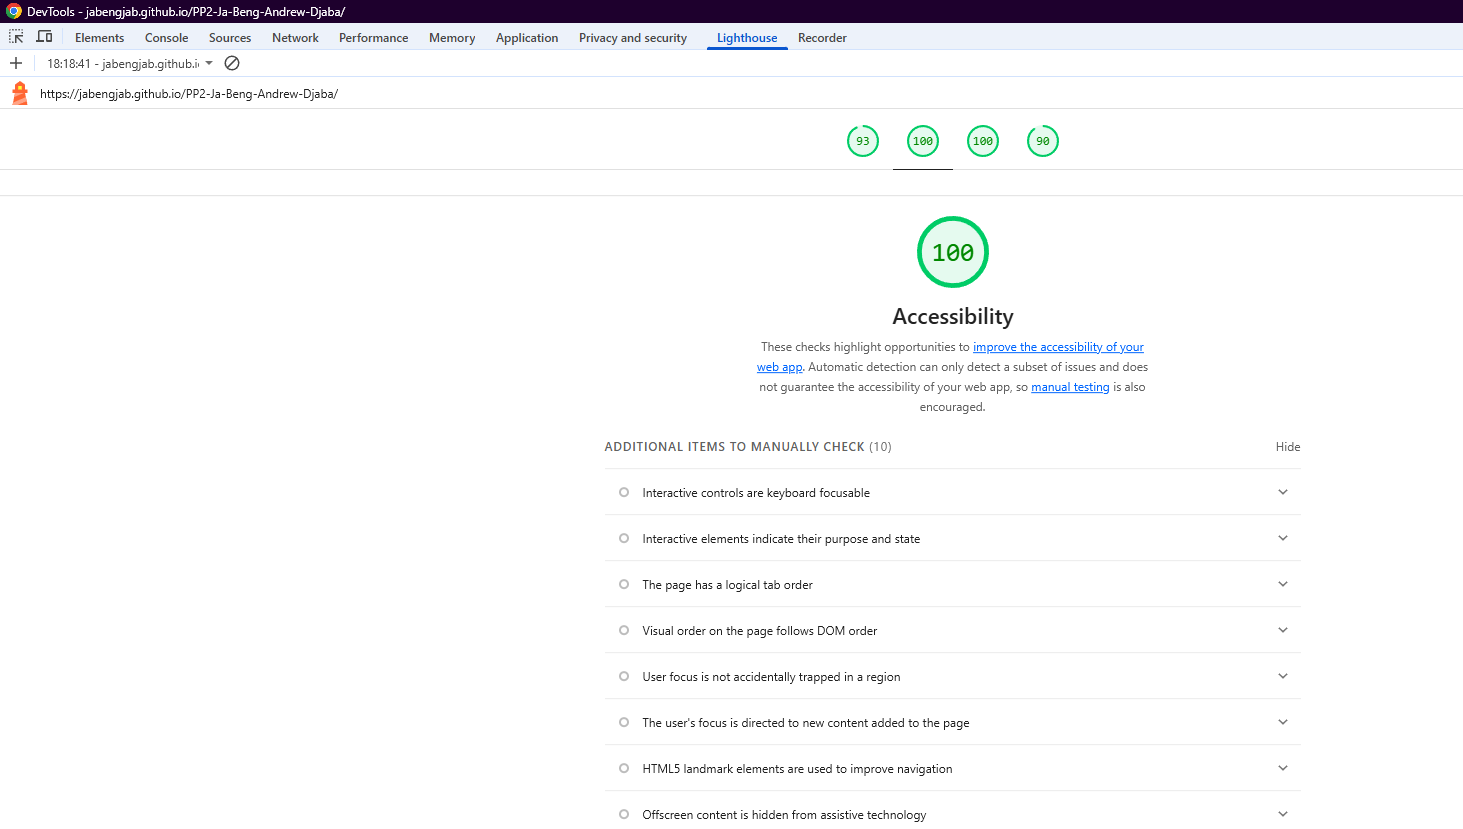 DevTools - jabengjab.github.io/PP2-Ja-Beng-Andrew-Djaba/
Elements Console Sources Network Performance Memory Application Privacy and security Lighthouse Recorder
18:18:41 - jabengjab.github.i
https://jabengjab.github.io/PP2-Ja-Beng-Andrew-Djaba/
93 100 100 90
100
Accessibility
These checks highlight opportunities to improve the accessibility of your
web app. Automatic detection can only detect a subset of issues and does
not guarantee the accessibility of your web app, so manual testing is also
encouraged.
ADDITIONAL ITEMS TO MANUALLY CHECK (10) Hide
Interactive controls are keyboard focusable
Interactive elements indicate their purpose and state
The page has a logical tab order
Visual order on the page follows DOM order
User focus is not accidentally trapped in a region
The user's focus is directed to new content added to the page
HTML5 landmark elements are used to improve navigation
Offscreen content is hidden from assistive technology